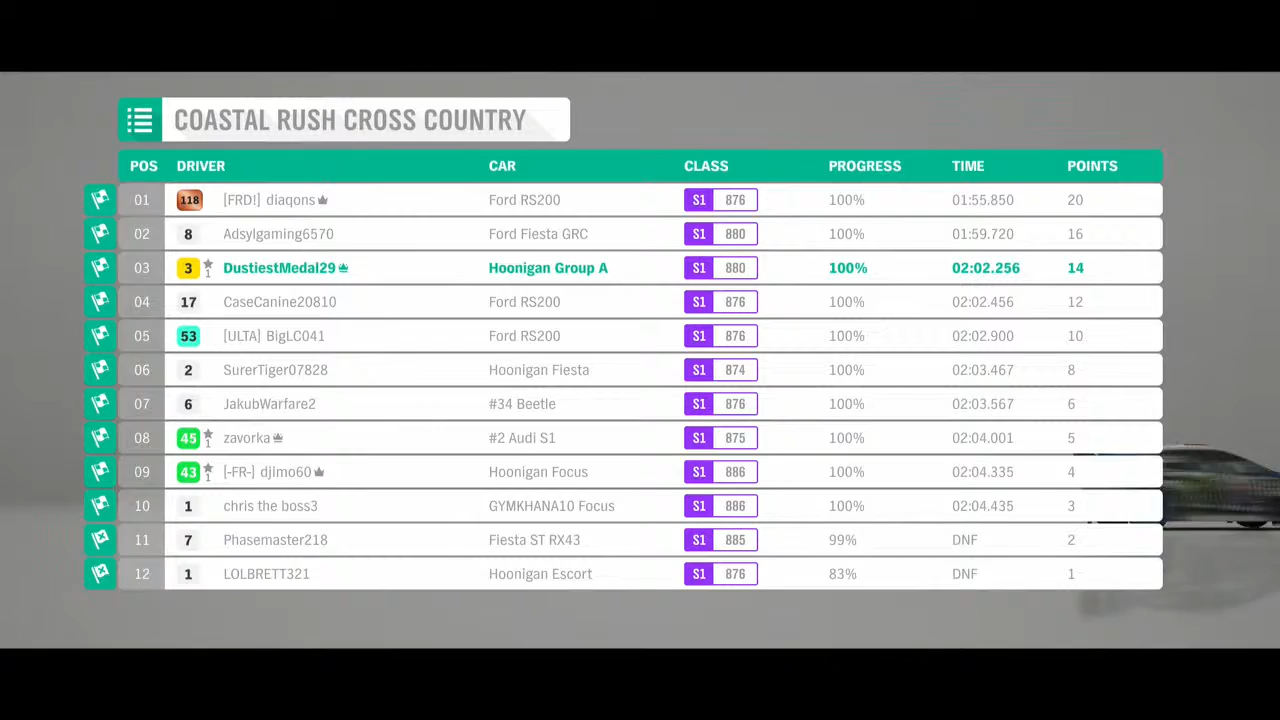 COASTAL RUSH CROSS COUNTRY
POS DRIVER CAR CLASS PROGRESS TIME POINTS
01 118 [FRD!] diaqons Ford RS200 S1 876 100% 01:55.850 20
02 8 Adsylgaming6570 Ford Fiesta GRC S1 880 100% 01:59.720 16
03 3 1 DustiestMedal29 Hoonigan Group A S1 880 100% 02:02.256 14
04 17 CaseCanine20810 Ford RS200 S1 876 100% 02:02.456 12
05 53 [ULTA] BigLC041 Ford RS200 S1 876 100% 02:02.900 10
06 2 SurerTiger07828 Hoonigan Fiesta S1 874 100% 02:03.467 8
07 6 JakubWarfare2 #34 Beetle S1 876 100% 02:03.567 6
08 45 1 zavorka #2 Audi S1 S1 875 100% 02:04.001 5
09 43 1 [-FR-] djimo60 Hoonigan Focus S1 886 100% 02:04.335 4
10 1 chris the boss3 GYMKHANA10 Focus S1 886 100% 02:04.435 3
11 7 Phasemaster218 Fiesta ST RX43 S1 885 99% DNF 2
12 1 LOLBRETT321 Hoonigan Escort S1 876 83% DNF 1